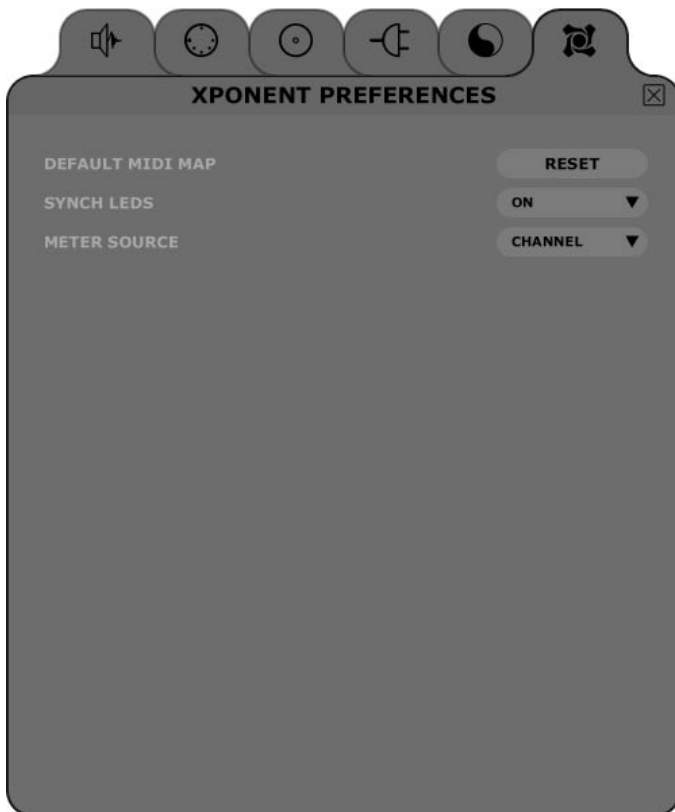 XPONENT PREFERENCES
DEFAULT MIDI MAP RESET
SYNCH LEDS ON
METER SOURCE CHANNEL